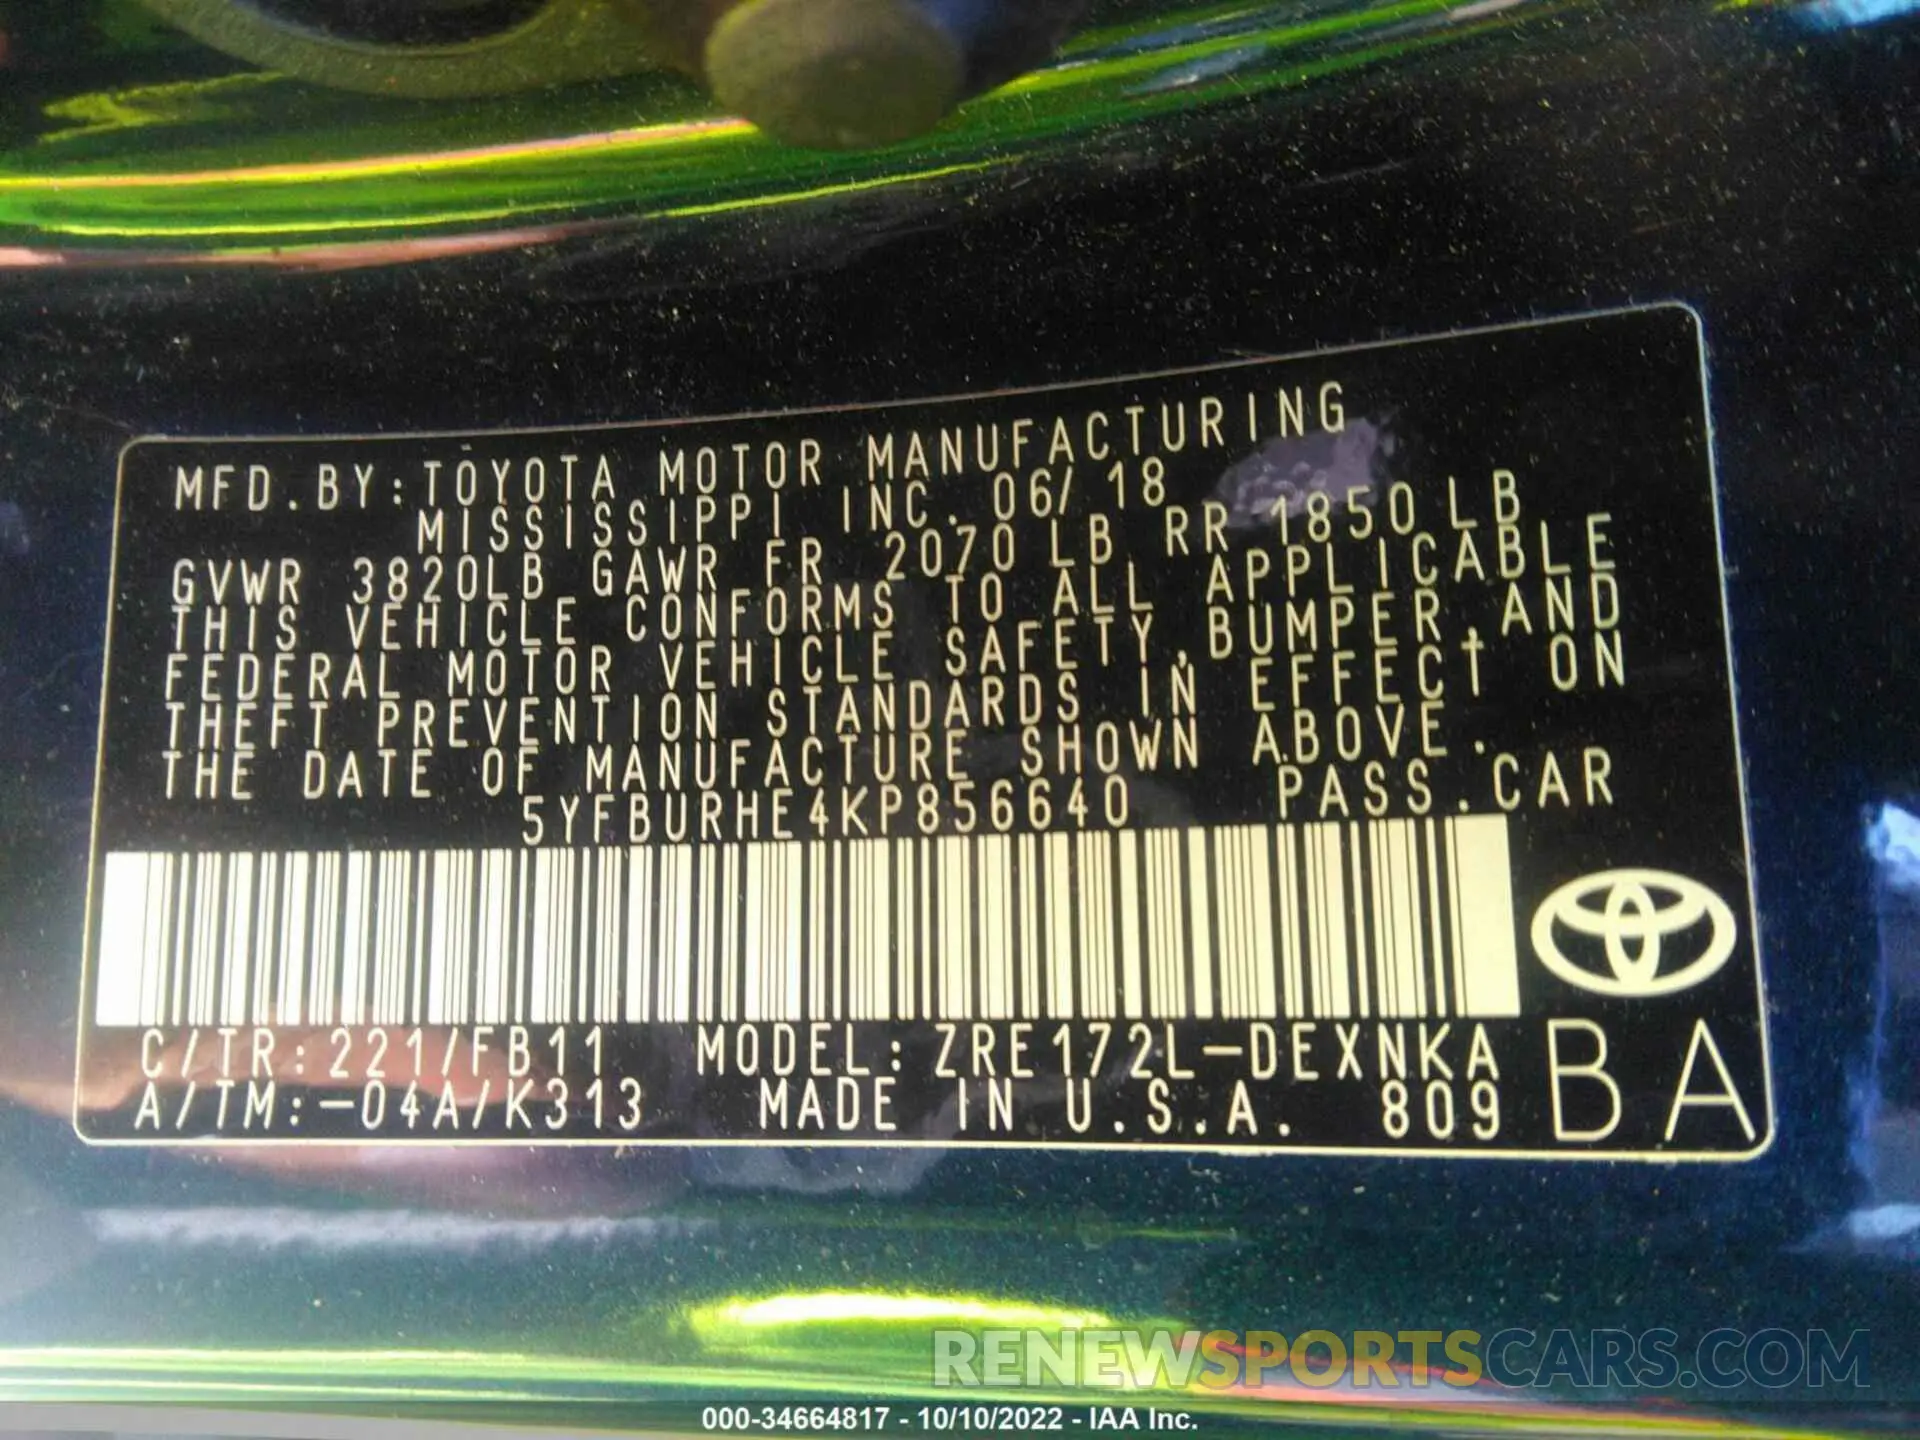 MFD.BY:TOYOTA MOTOR MANUFACTURING
MISSISSIPPI INC. 06/18
GVWR 3820LB GAWR FR 2070LB RR 1850LB
THIS VEHICLE CONFORMS TO ALL APPLICABLE
FEDERAL MOTOR VEHICLE SAFETY,BUMPER,AND
THEFT PREVENTION STANDARDS IN EFFECT ON
THE DATE OF MANUFACTURE SHOWN ABOVE.
5YFBURHE4KP856640 PASS.CAR
C/TR:221/FB11 MODEL:ZRE172L-DEXNKA
A/TM:-04A/K313 MADE IN U.S.A. 809
BA
RENEWSPORTSCARS.COM
000-34664817 - 10/10/2022 - IAA Inc.